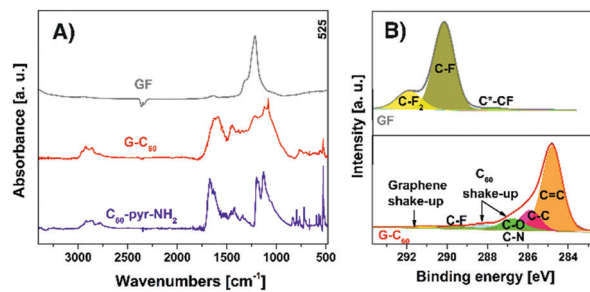 A)
525
Absorbance [a. u.]
GF
G-C60
C60-pyr-NH2
3000 2500 2000 1500 1000 500
Wavenumbers [cm-1]
B)
Intensity [a. u.]
C-F
C-F2
C*-CF
GF
C60
shake-up
Graphene
shake-up
C=C
C-F
C-C
C-O
C-N
G-C60
292 290 288 286 284
Binding energy [eV]